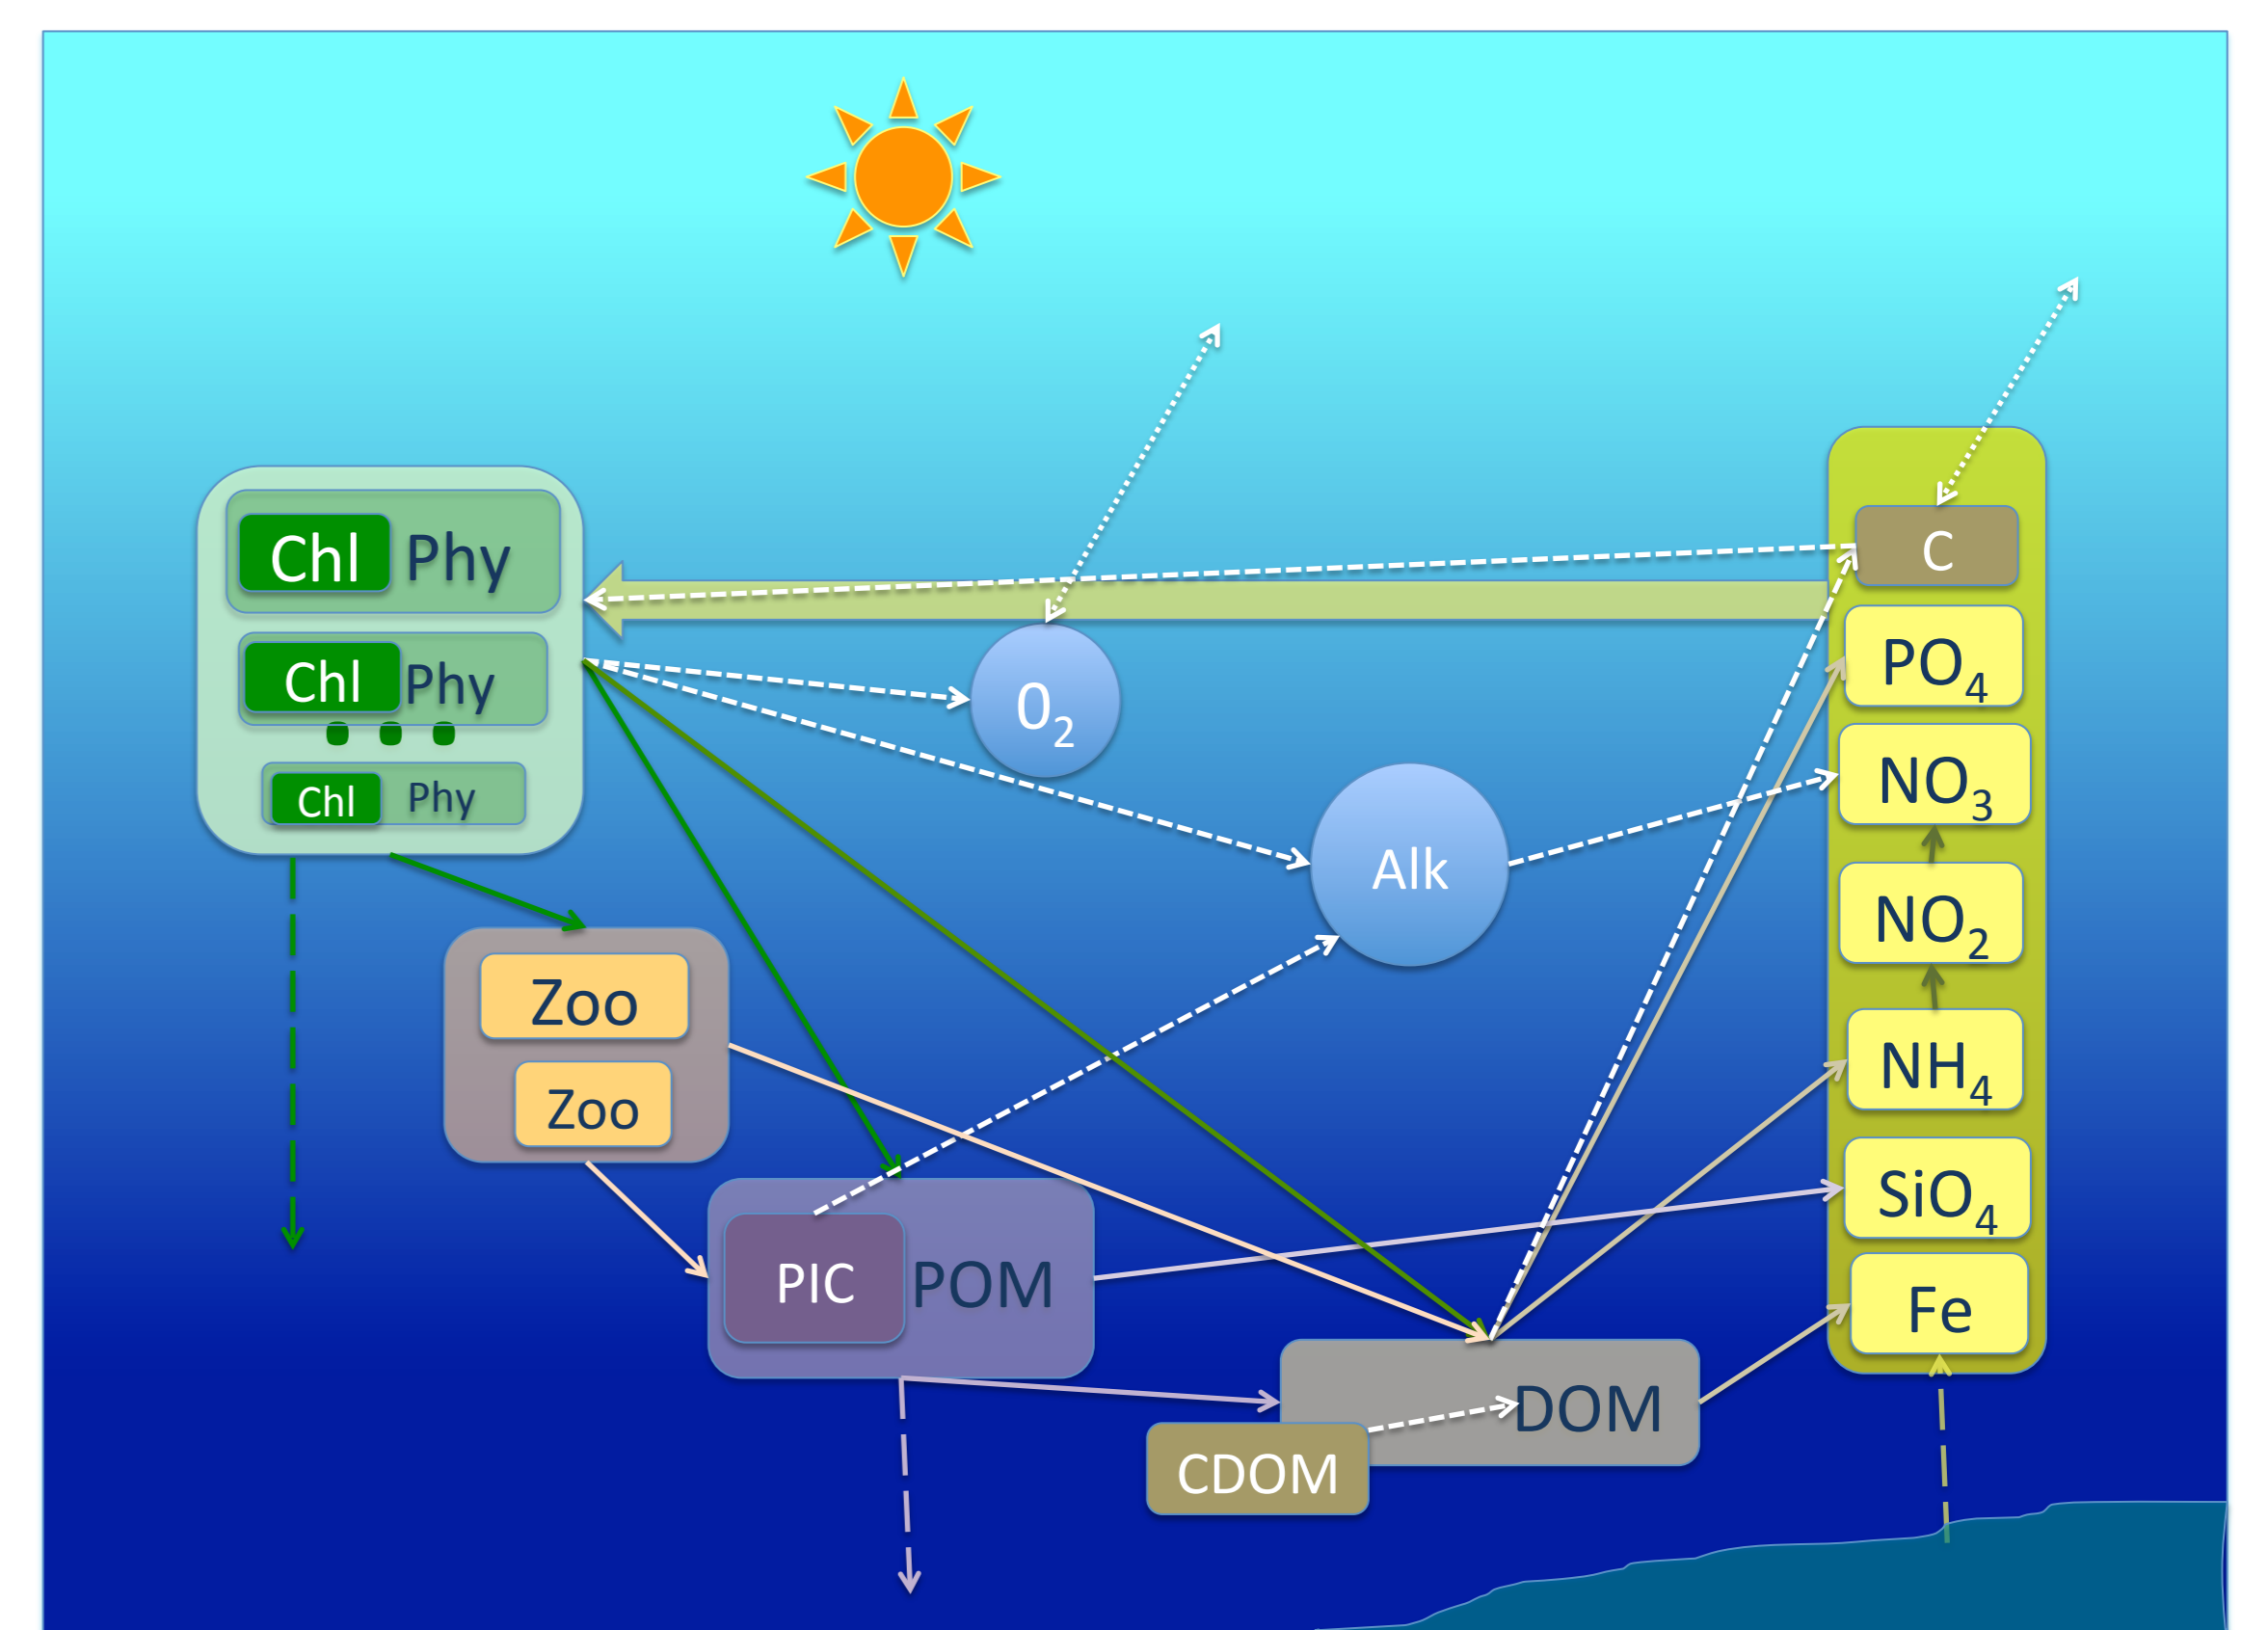 Chl Phy
Chl Phy
Chl Phy
Zoo
Zoo
PIC POM
CDOM
DOM
0₂
Alk
C
PO₄
NO₃
NO₂
NH₄
SiO₄
Fe